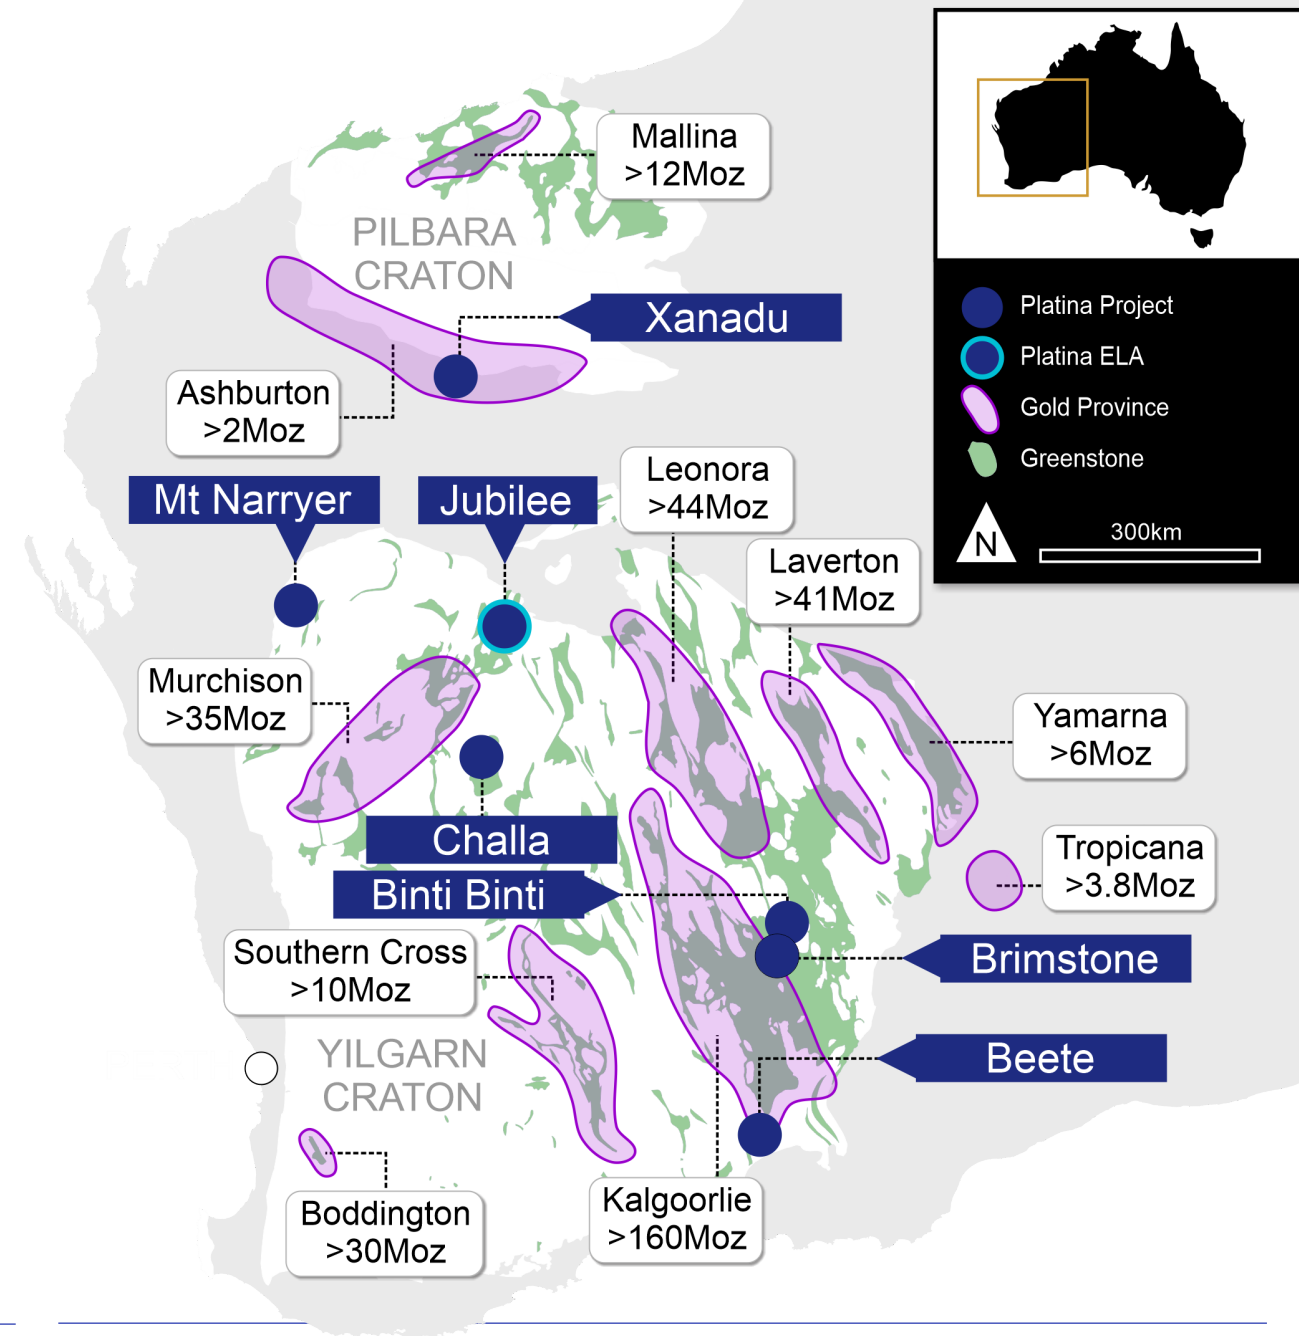 Mallina
>12Moz
PILBARA
CRATON
Xanadu
Ashburton
>2Moz
Platina Project
Platina ELA
Gold Province
Greenstone
N
300km
Mt Narryer
Jubilee
Leonora
>44Moz
Laverton
>41Moz
Murchison
>35Moz
Yamarna
>6Moz
Challa
Tropicana
>3.8Moz
Binti Binti
Southern Cross
>10Moz
Brimstone
YILGARN
CRATON
Beete
Boddington
>30Moz
Kalgoorlie
>160Moz